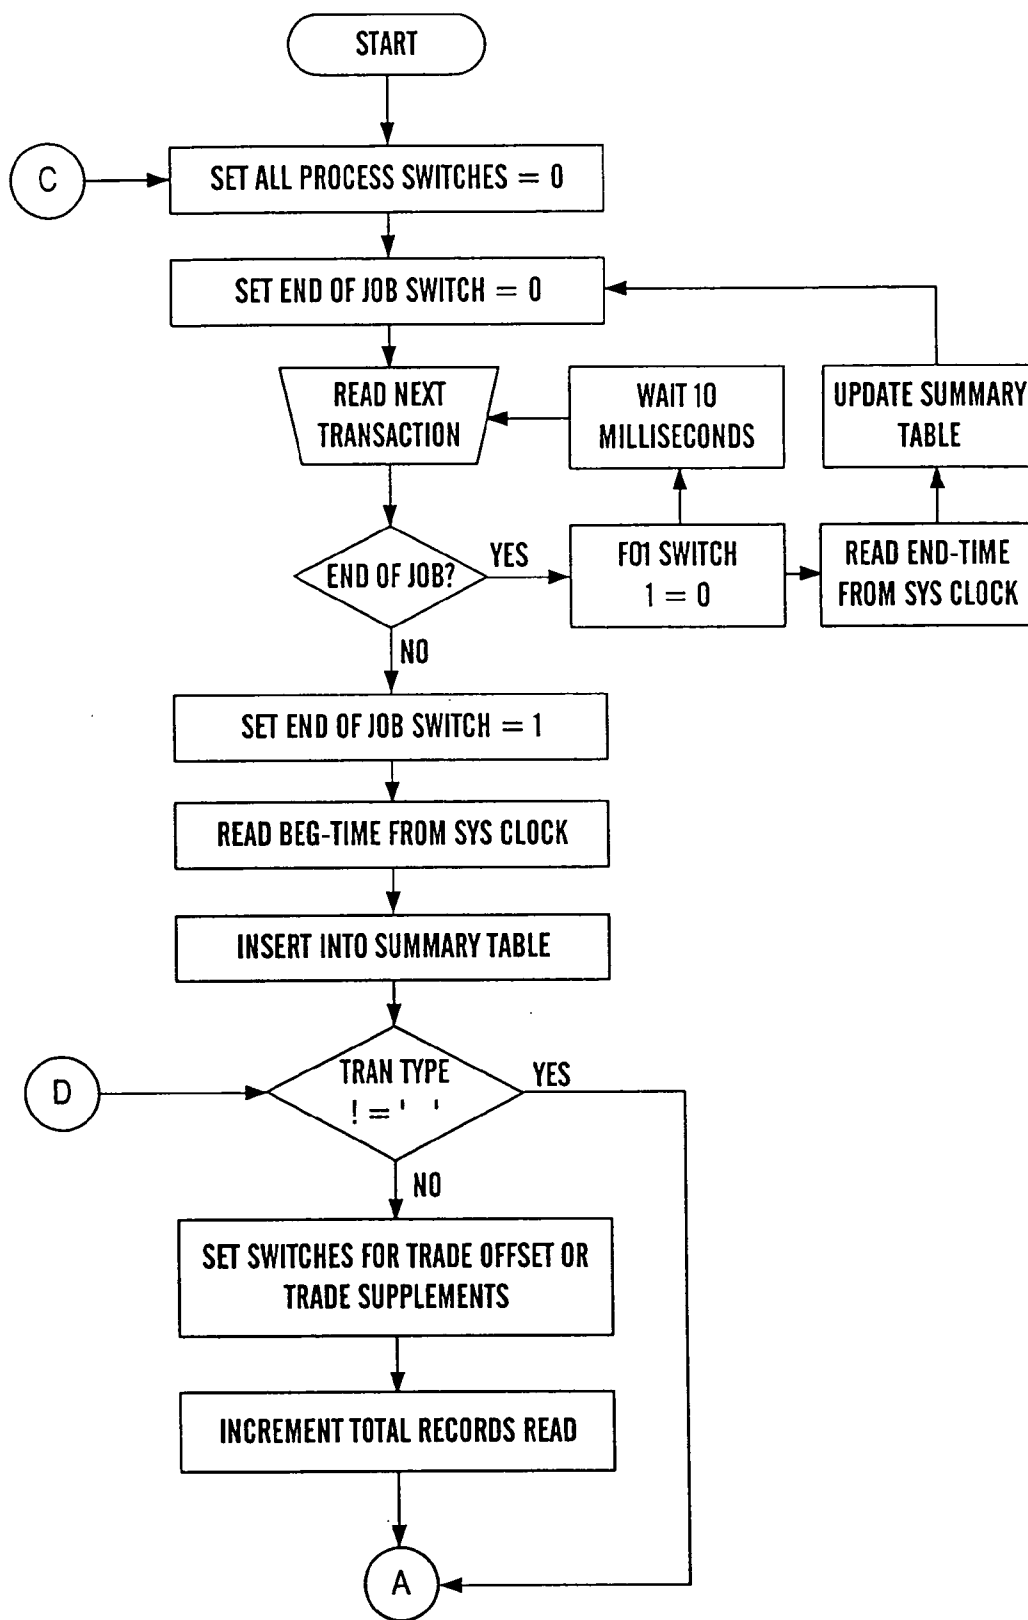 START
C
SET ALL PROCESS SWITCHES = 0
SET END OF JOB SWITCH = 0
READ NEXT
TRANSACTION
WAIT 10
MILLISECONDS
UPDATE SUMMARY
TABLE
END OF JOB?
YES
FO1 SWITCH
1 = 0
READ END-TIME
FROM SYS CLOCK
NO
SET END OF JOB SWITCH = 1
READ BEG-TIME FROM SYS CLOCK
INSERT INTO SUMMARY TABLE
D
TRAN TYPE
! = ' '
YES
NO
SET SWITCHES FOR TRADE OFFSET OR
TRADE SUPPLEMENTS
INCREMENT TOTAL RECORDS READ
A